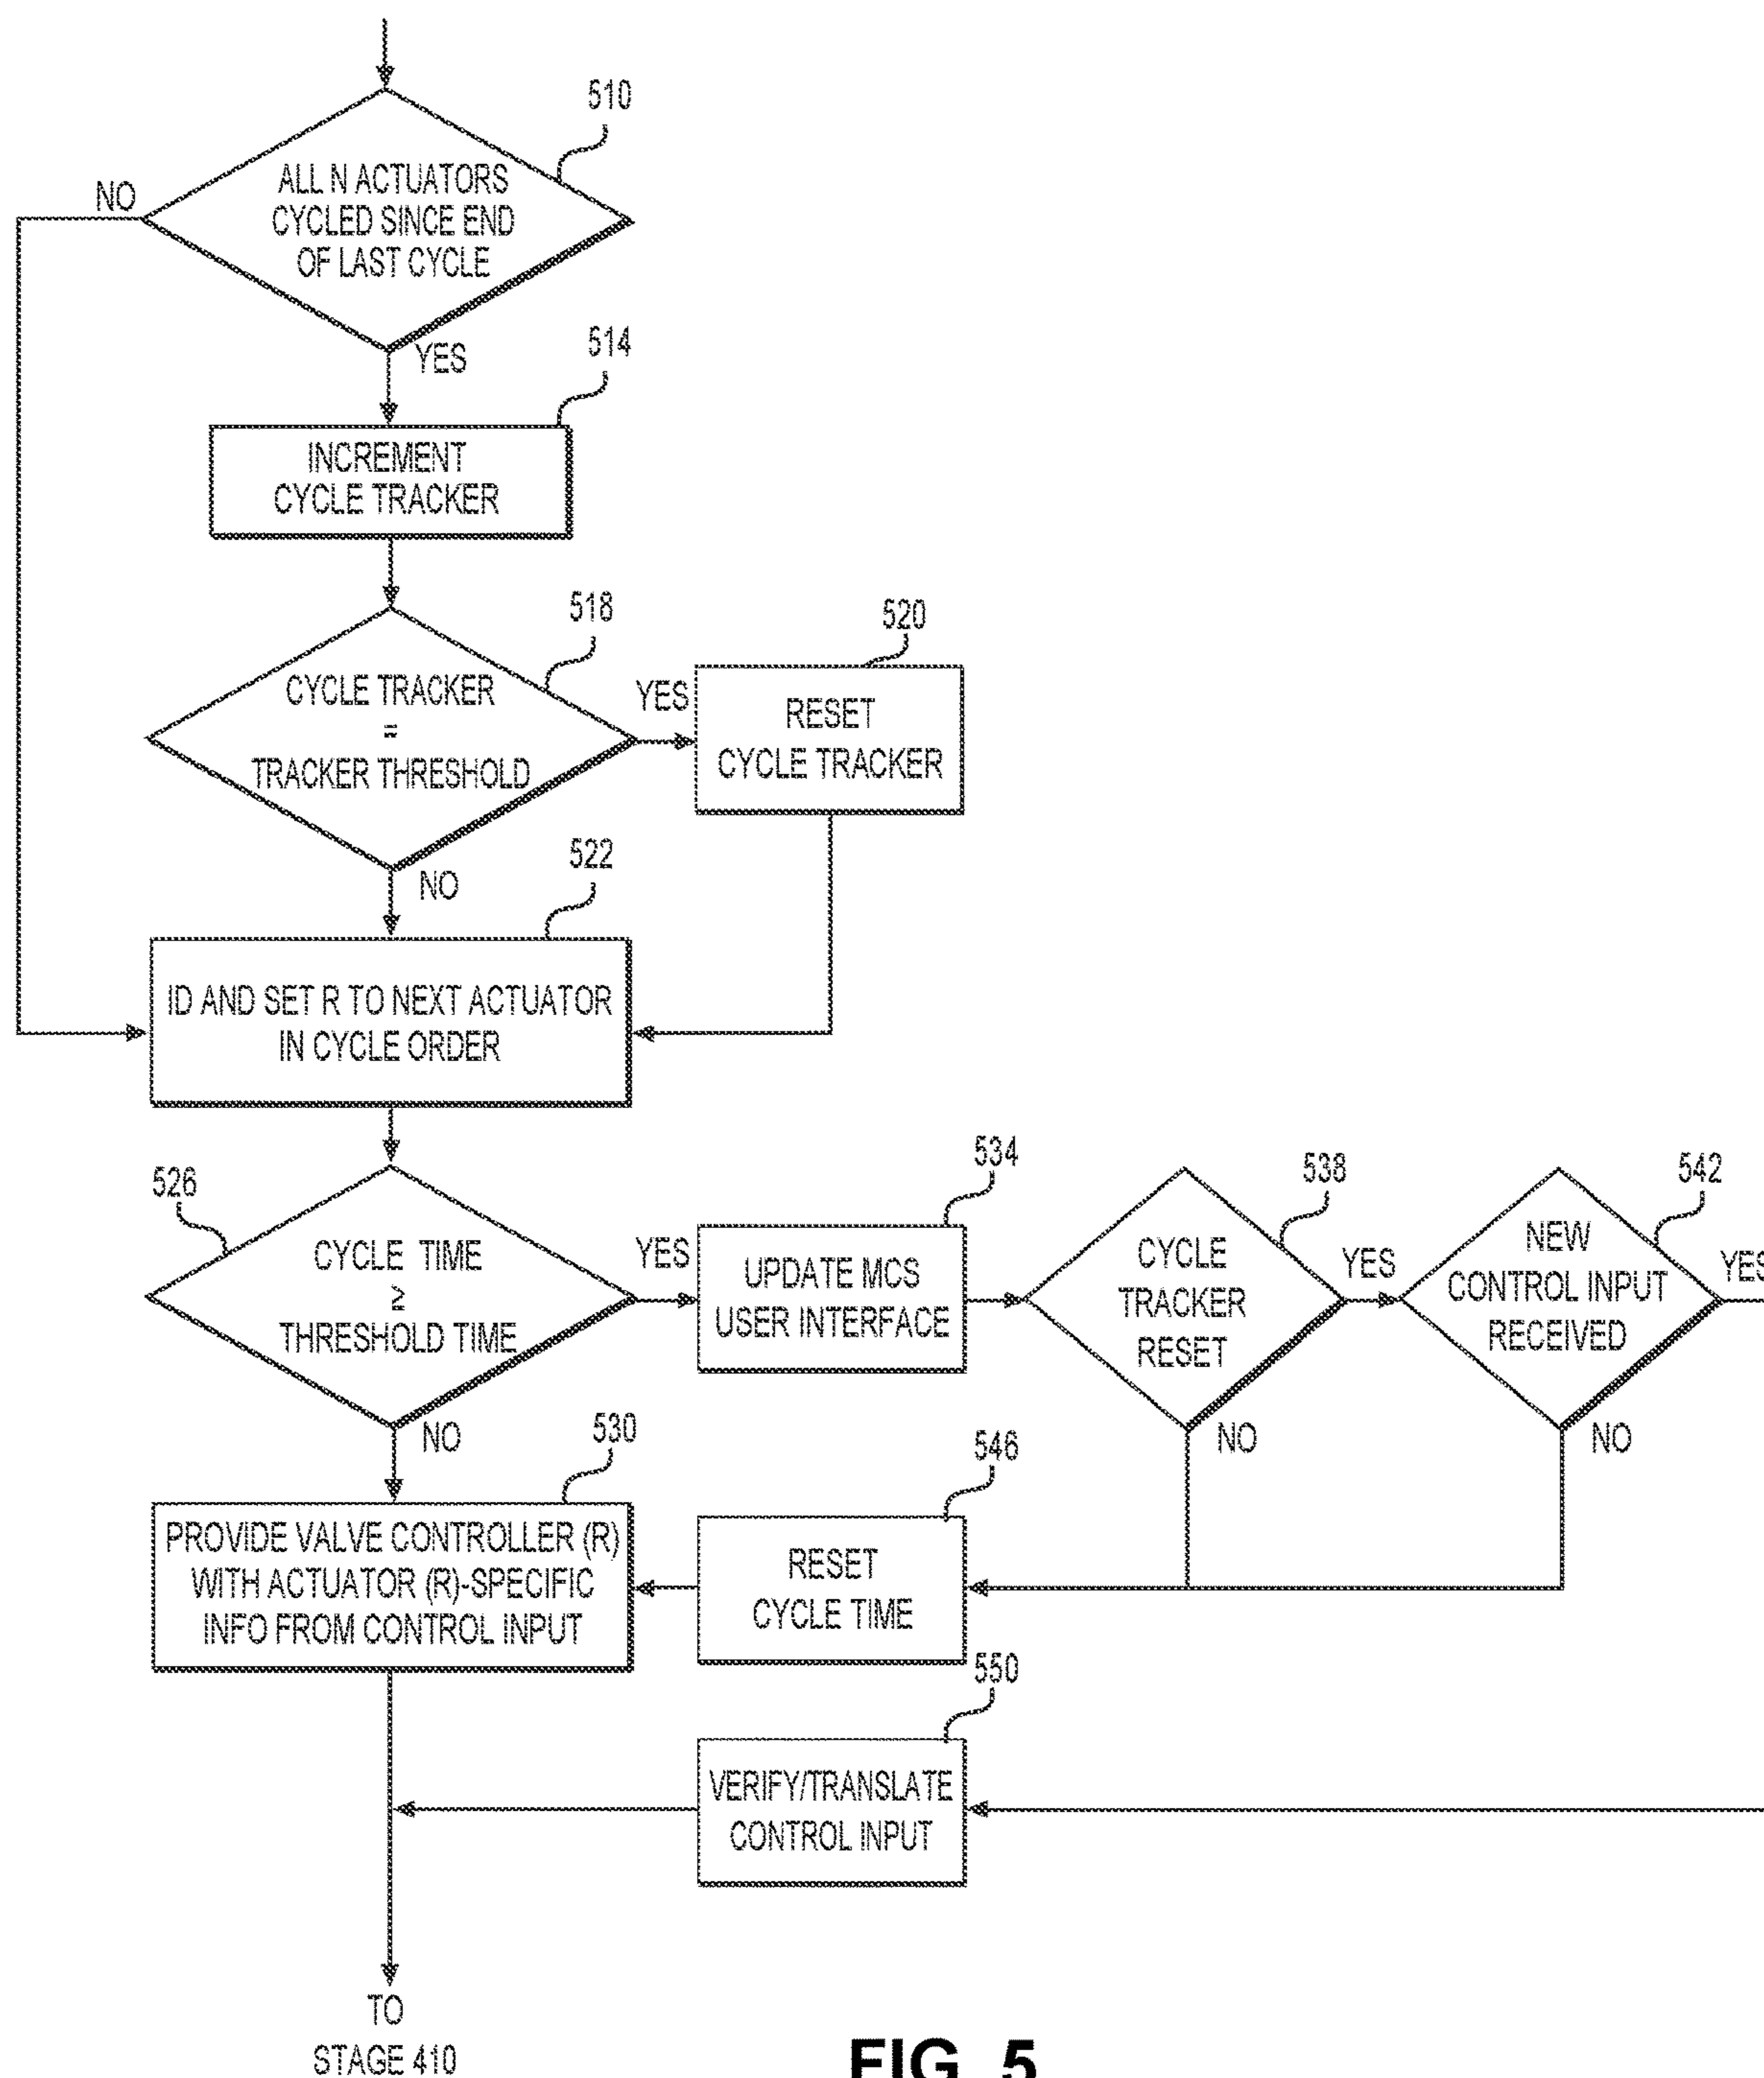 510
ALL N ACTUATORS
CYCLED SINCE END
OF LAST CYCLE
NO
YES
514
INCREMENT
CYCLE TRACKER
518
CYCLE TRACKER
=
TRACKER THRESHOLD
YES
520
RESET
CYCLE TRACKER
NO
522
ID AND SET R TO NEXT ACTUATOR
IN CYCLE ORDER
526
CYCLE TIME
≥
THRESHOLD TIME
YES
534
UPDATE MCS
USER INTERFACE
538
CYCLE
TRACKER
RESET
YES
542
NEW
CONTROL INPUT
RECEIVED
YES
NO
NO
NO
530
PROVIDE VALVE CONTROLLER (R)
WITH ACTUATOR (R)-SPECIFIC
INFO FROM CONTROL INPUT
546
RESET
CYCLE TIME
550
VERIFY/TRANSLATE
CONTROL INPUT
TO
STAGE 410
FIG. 5